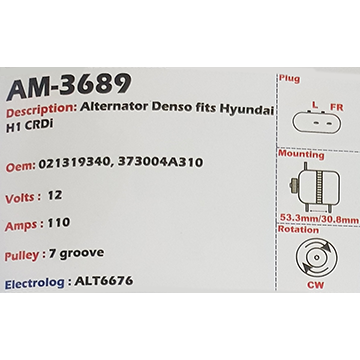 AM-3689
Description: Alternator Denso fits Hyundai
H1 CRDi
Oem: 021319340, 373004A310
Volts : 12
Amps : 110
Pulley : 7 groove
Electrolog : ALT6676
Plug
L FR
Mounting
53.3mm/30.8mm
Rotation
CW